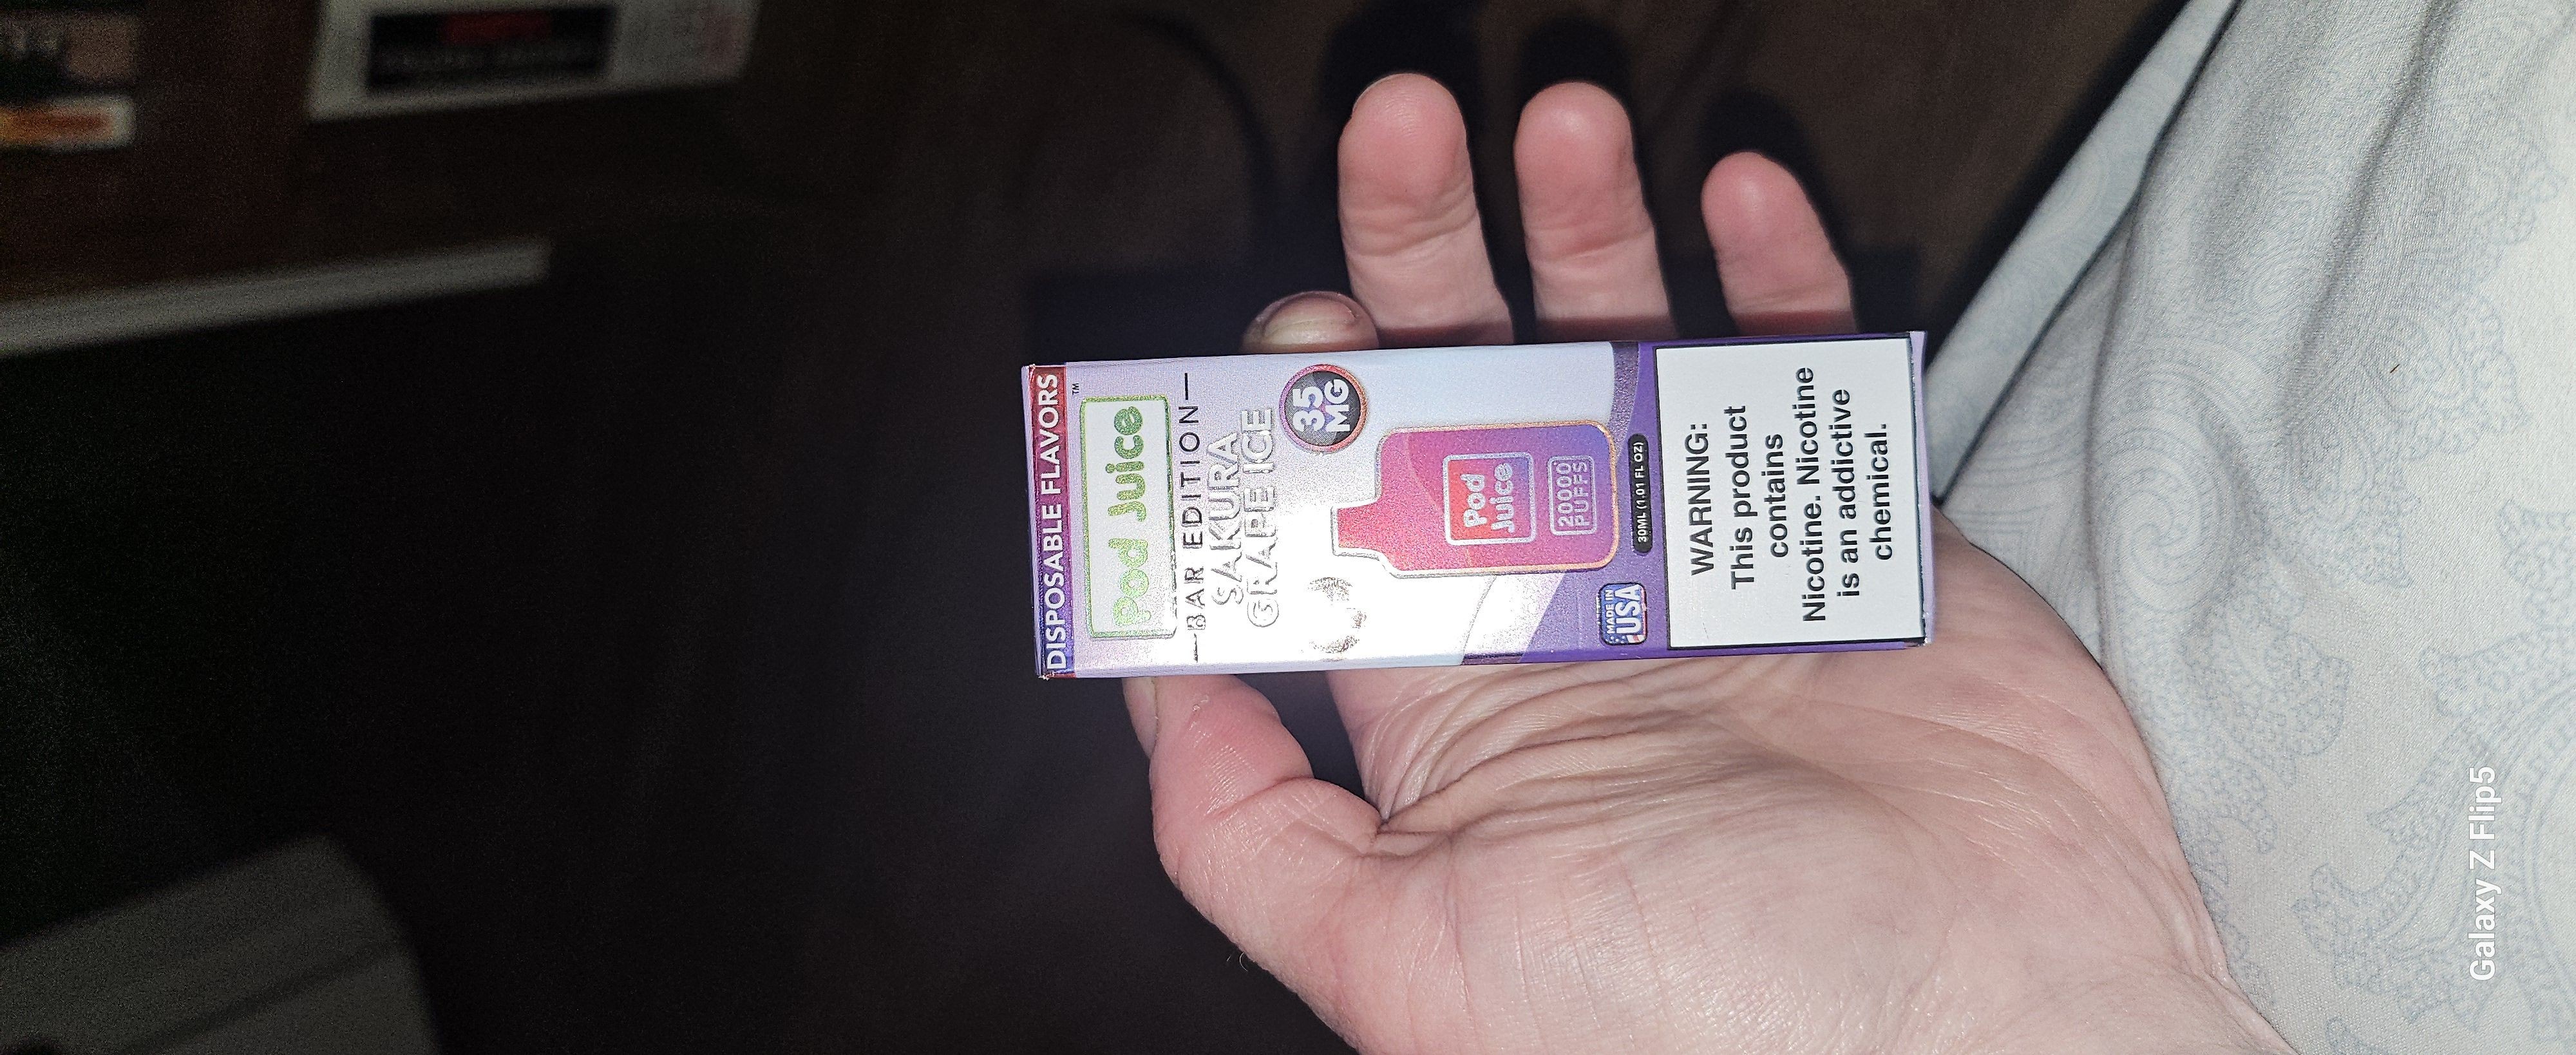 DISPOSABLE FLAVORS
Pod Juice
™
BAR EDITION
SAKURA
GRAPE ICE
35
MG
Pod
Juice
20000
PUFFS
30ML (1.01 FL OZ)
MADE IN
USA
WARNING:
This product
contains
Nicotine. Nicotine
is an addictive
chemical.
Galaxy Z Flip5